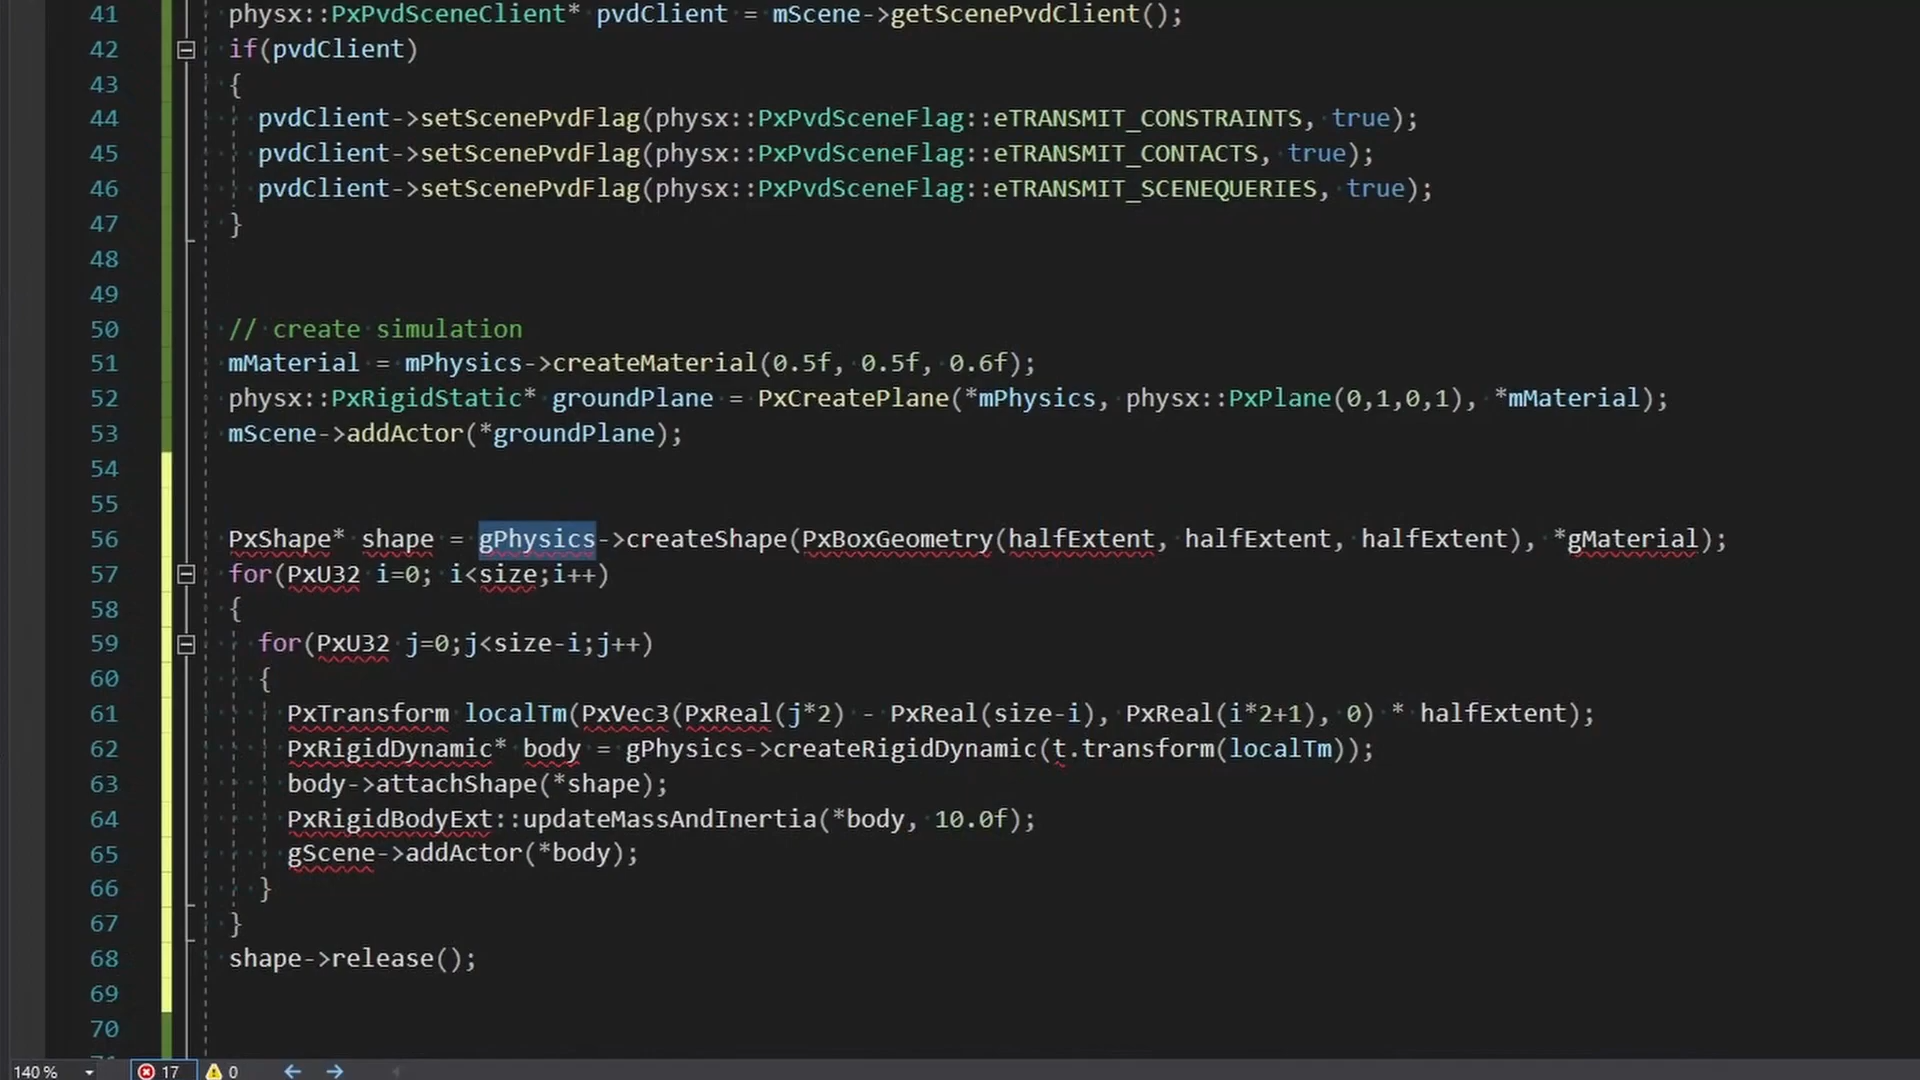 41 physx::PxPvdSceneClient* pvdClient = mScene->getScenePvdClient();
42 if(pvdClient)
43 {
44 pvdClient->setScenePvdFlag(physx::PxPvdSceneFlag::eTRANSMIT_CONSTRAINTS, true);
45 pvdClient->setScenePvdFlag(physx::PxPvdSceneFlag::eTRANSMIT_CONTACTS, true);
46 pvdClient->setScenePvdFlag(physx::PxPvdSceneFlag::eTRANSMIT_SCENEQUERIES, true);
47 }
48
49
50 // create simulation
51 mMaterial = mPhysics->createMaterial(0.5f, 0.5f, 0.6f);
52 physx::PxRigidStatic* groundPlane = PxCreatePlane(*mPhysics, physx::PxPlane(0,1,0,1), *mMaterial);
53 mScene->addActor(*groundPlane);
54
55
56 PxShape* shape = gPhysics->createShape(PxBoxGeometry(halfExtent, halfExtent, halfExtent), *gMaterial);
57 for(PxU32 i=0; i<size;i++)
58 {
59 for(PxU32 j=0;j<size-i;j++)
60 {
61 PxTransform localTm(PxVec3(PxReal(j*2) - PxReal(size-i), PxReal(i*2+1), 0) * halfExtent);
62 PxRigidDynamic* body = gPhysics->createRigidDynamic(t.transform(localTm));
63 body->attachShape(*shape);
64 PxRigidBodyExt::updateMassAndInertia(*body, 10.0f);
65 gScene->addActor(*body);
66 }
67 }
68 shape->release();
69
70
140 % 17 0